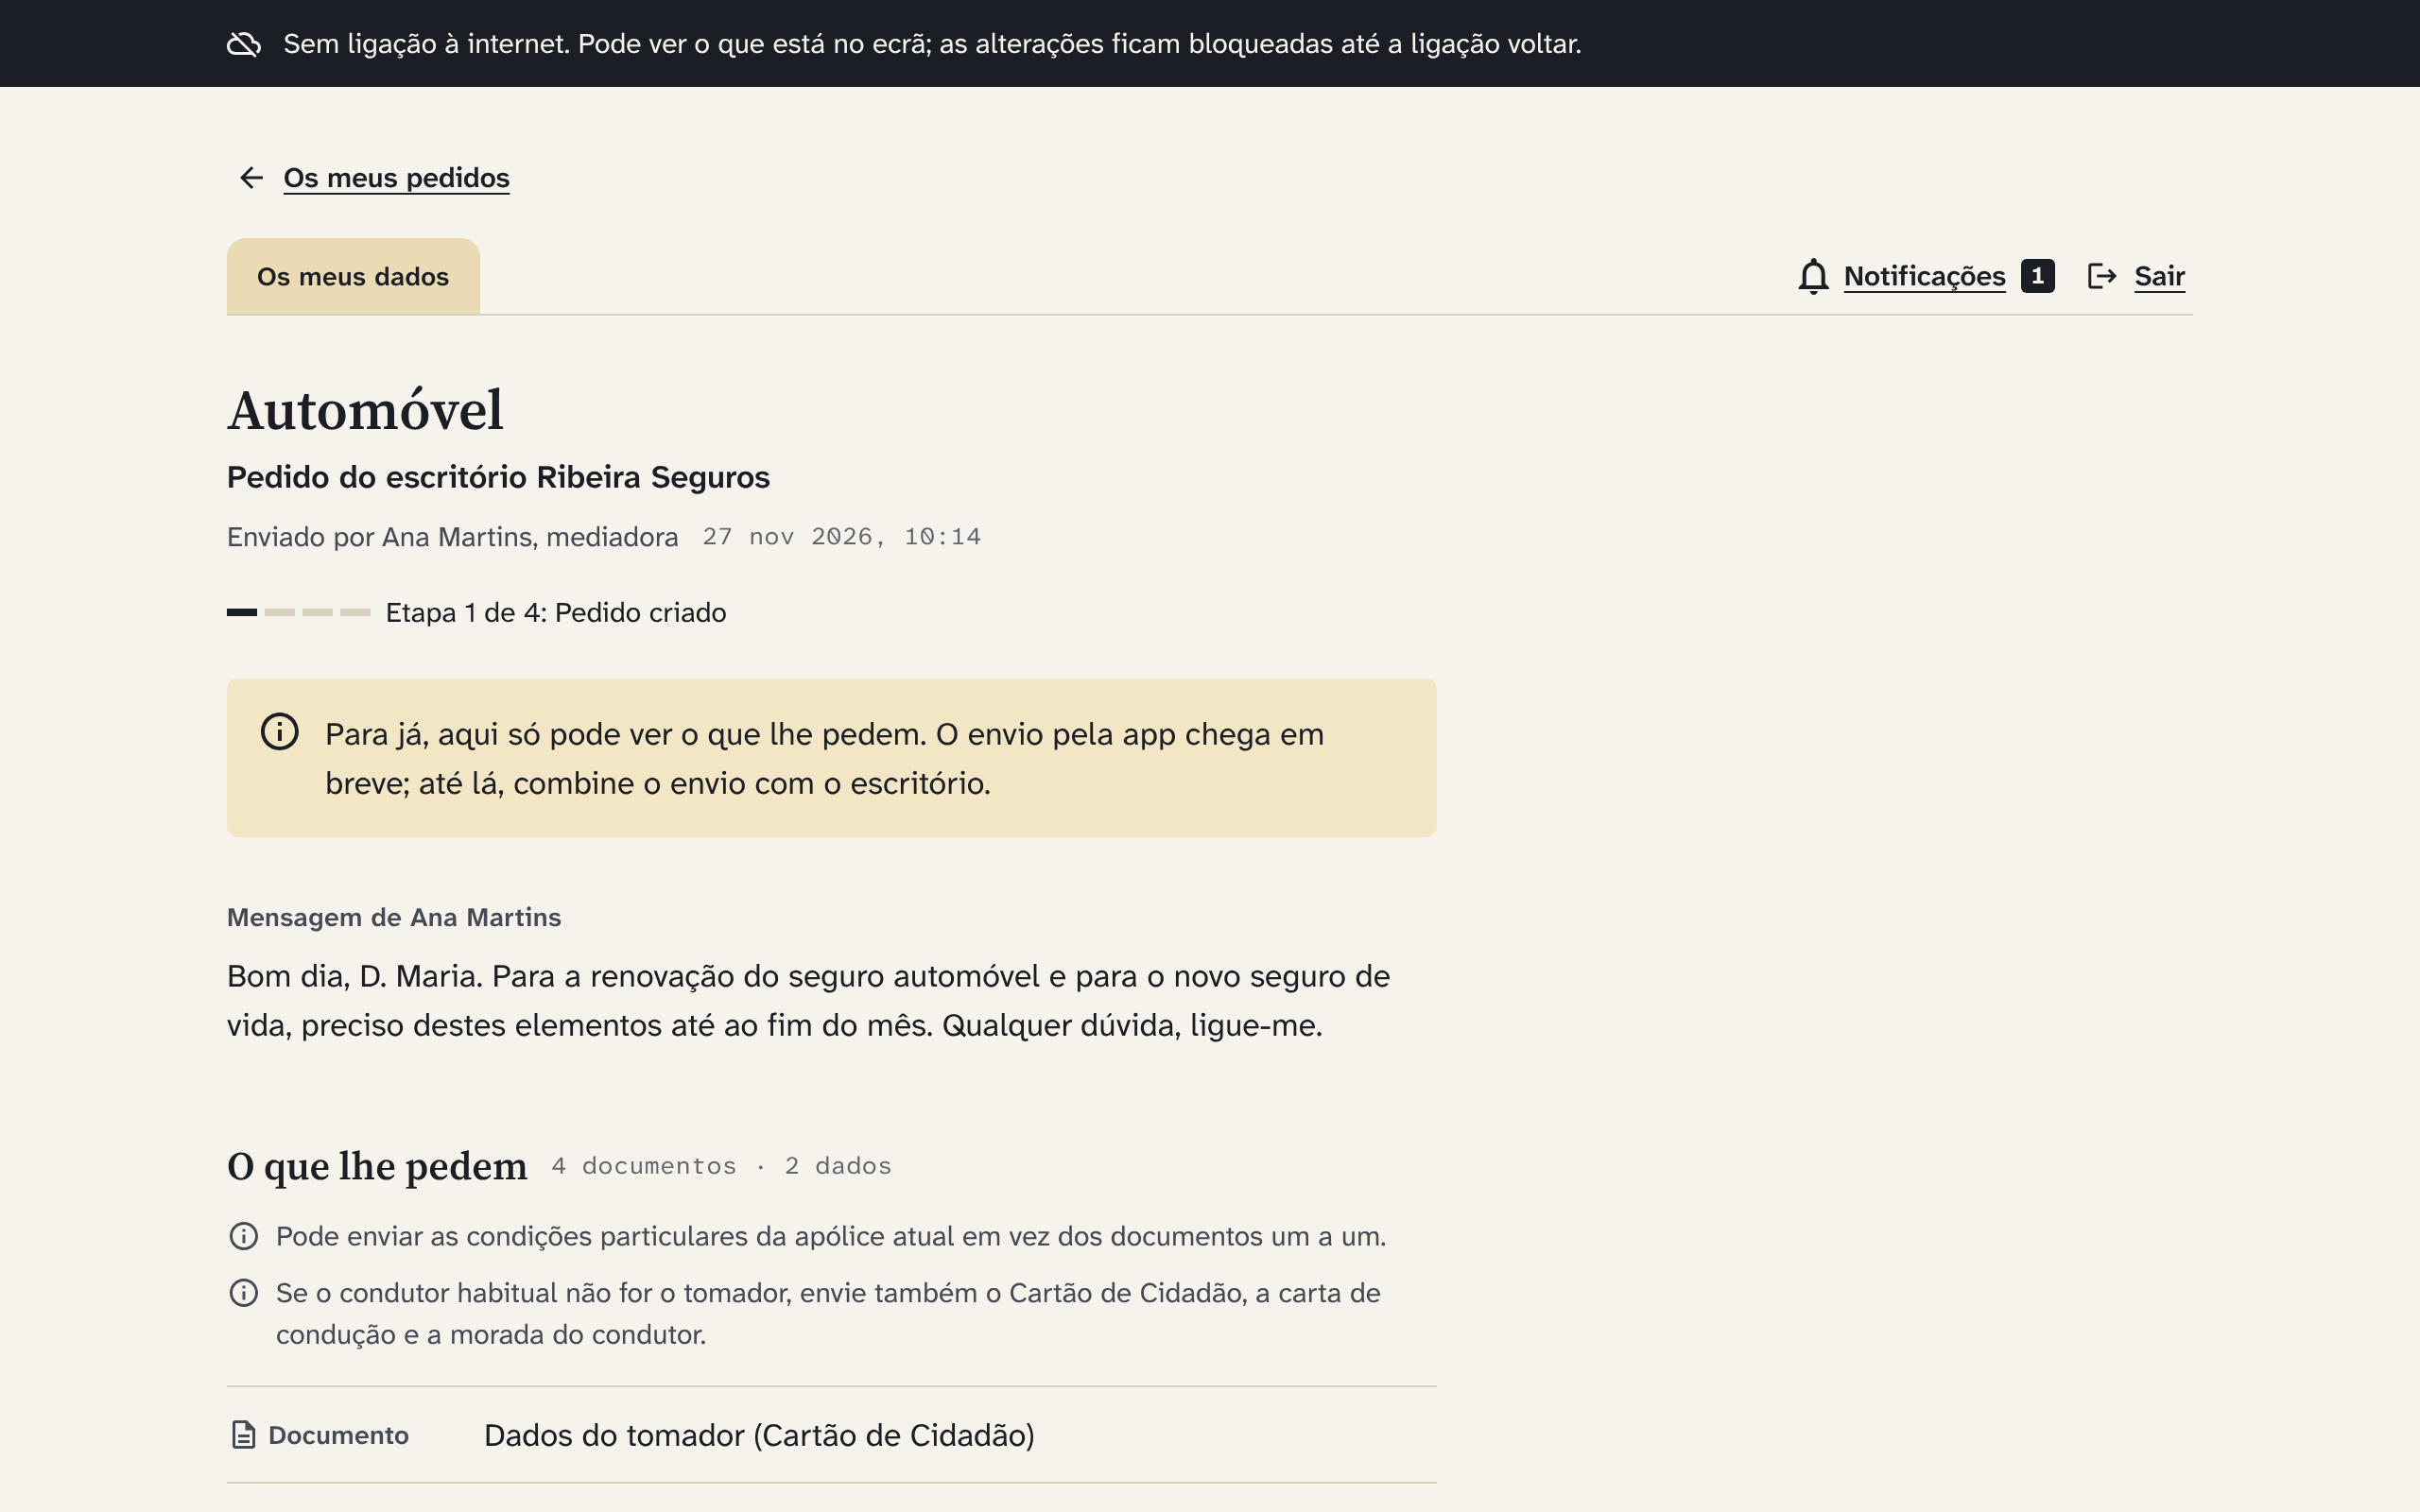 Sem ligação à internet. Pode ver o que está no ecrã; as alterações ficam bloqueadas até a ligação voltar.
Os meus pedidos
Os meus dados
Notificações 1
Sair
Automóvel
Pedido do escritório Ribeira Seguros
Enviado por Ana Martins, mediadora 27 nov 2026, 10:14
Etapa 1 de 4: Pedido criado
Para já, aqui só pode ver o que lhe pedem. O envio pela app chega em
breve; até lá, combine o envio com o escritório.
Mensagem de Ana Martins
Bom dia, D. Maria. Para a renovação do seguro automóvel e para o novo seguro de
vida, preciso destes elementos até ao fim do mês. Qualquer dúvida, ligue-me.
O que lhe pedem 4 documentos · 2 dados
Pode enviar as condições particulares da apólice atual em vez dos documentos um a um.
Se o condutor habitual não for o tomador, envie também o Cartão de Cidadão, a carta de
condução e a morada do condutor.
Documento Dados do tomador (Cartão de Cidadão)